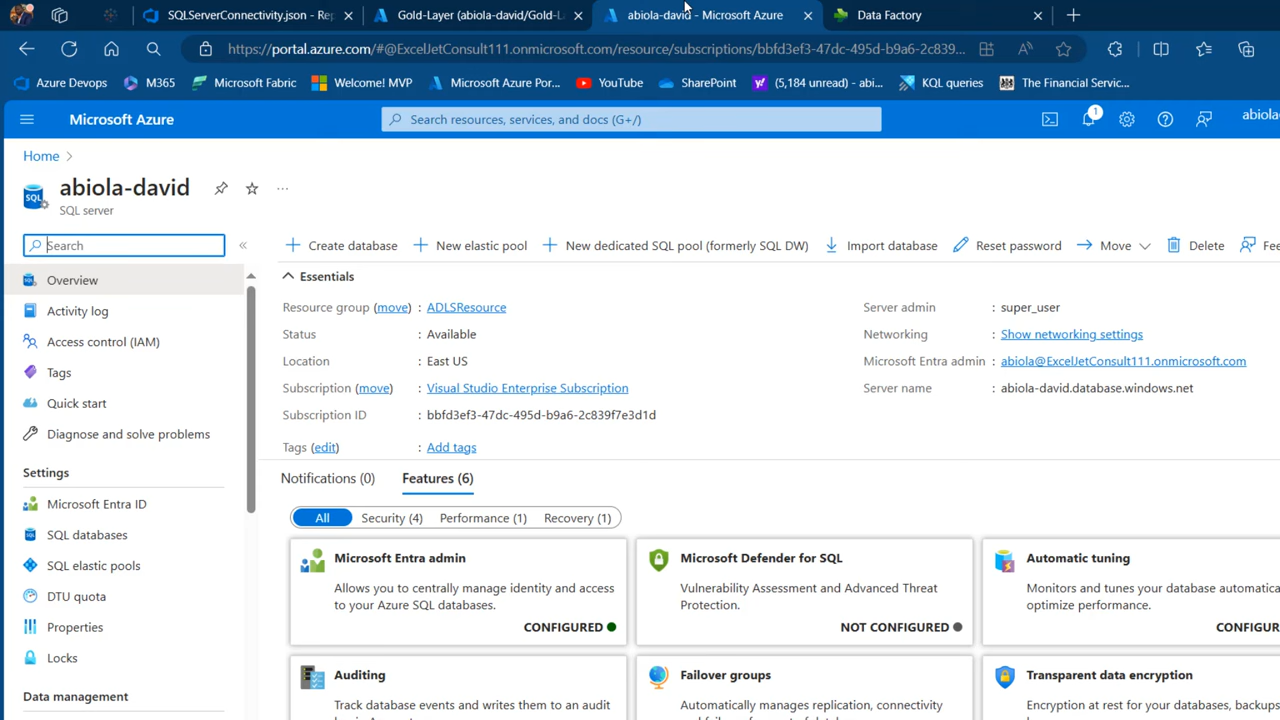 SQLServerConnectivity.json - Rep
Gold-Layer (abiola-david/Gold-L
abiola-david - Microsoft Azure
Data Factory
https://portal.azure.com/#@ExcelJetConsult111.onmicrosoft.com/resource/subscriptions/bbfd3ef3-47dc-495d-b9a6-2c839...
Azure Devops
M365
Microsoft Fabric
Welcome! MVP
Microsoft Azure Por...
YouTube
SharePoint
(5,184 unread) - abi...
KQL queries
The Financial Servic...
Microsoft Azure
Search resources, services, and docs (G+/)
1
abiola
Home
abiola-david
SQL
SQL server
Search
Create database
New elastic pool
New dedicated SQL pool (formerly SQL DW)
Import database
Reset password
Move
Delete
Fee
Overview
Activity log
Access control (IAM)
Tags
Quick start
Diagnose and solve problems
Settings
Microsoft Entra ID
SQL databases
SQL elastic pools
DTU quota
Properties
Locks
Data management
Essentials
Resource group (move) : ADLSResource
Status : Available
Location : East US
Subscription (move) : Visual Studio Enterprise Subscription
Subscription ID : bbfd3ef3-47dc-495d-b9a6-2c839f7e3d1d
Tags (edit) : Add tags
Server admin : super_user
Networking : Show networking settings
Microsoft Entra admin : abiola@ExcelJetConsult111.onmicrosoft.com
Server name : abiola-david.database.windows.net
Notifications (0)
Features (6)
All
Security (4)
Performance (1)
Recovery (1)
Microsoft Entra admin
Allows you to centrally manage identity and access
to your Azure SQL databases.
CONFIGURED
Microsoft Defender for SQL
Vulnerability Assessment and Advanced Threat
Protection.
NOT CONFIGURED
Automatic tuning
Monitors and tunes your database automatica
optimize performance.
CONFIGUR
Auditing
Track database events and writes them to an audit
Failover groups
Automatically manages replication, connectivity
Transparent data encryption
Encryption at rest for your databases, backups